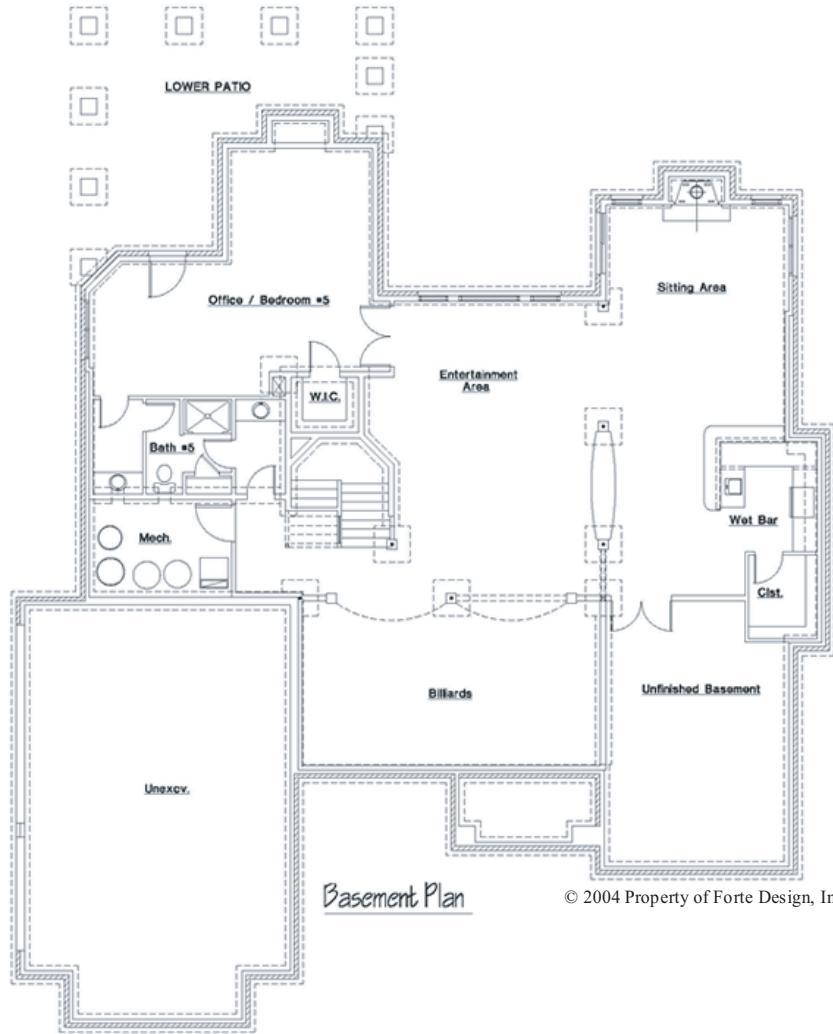 LOWER PATIO
Office / Bedroom #5
Sitting Area
Entertainment
Area
W.I.C.
Bath #5
Wet Bar
Mech.
Clst.
Billiards
Unfinished Basement
Unexcv.
Basement Plan
© 2004 Property of Forte Design, In